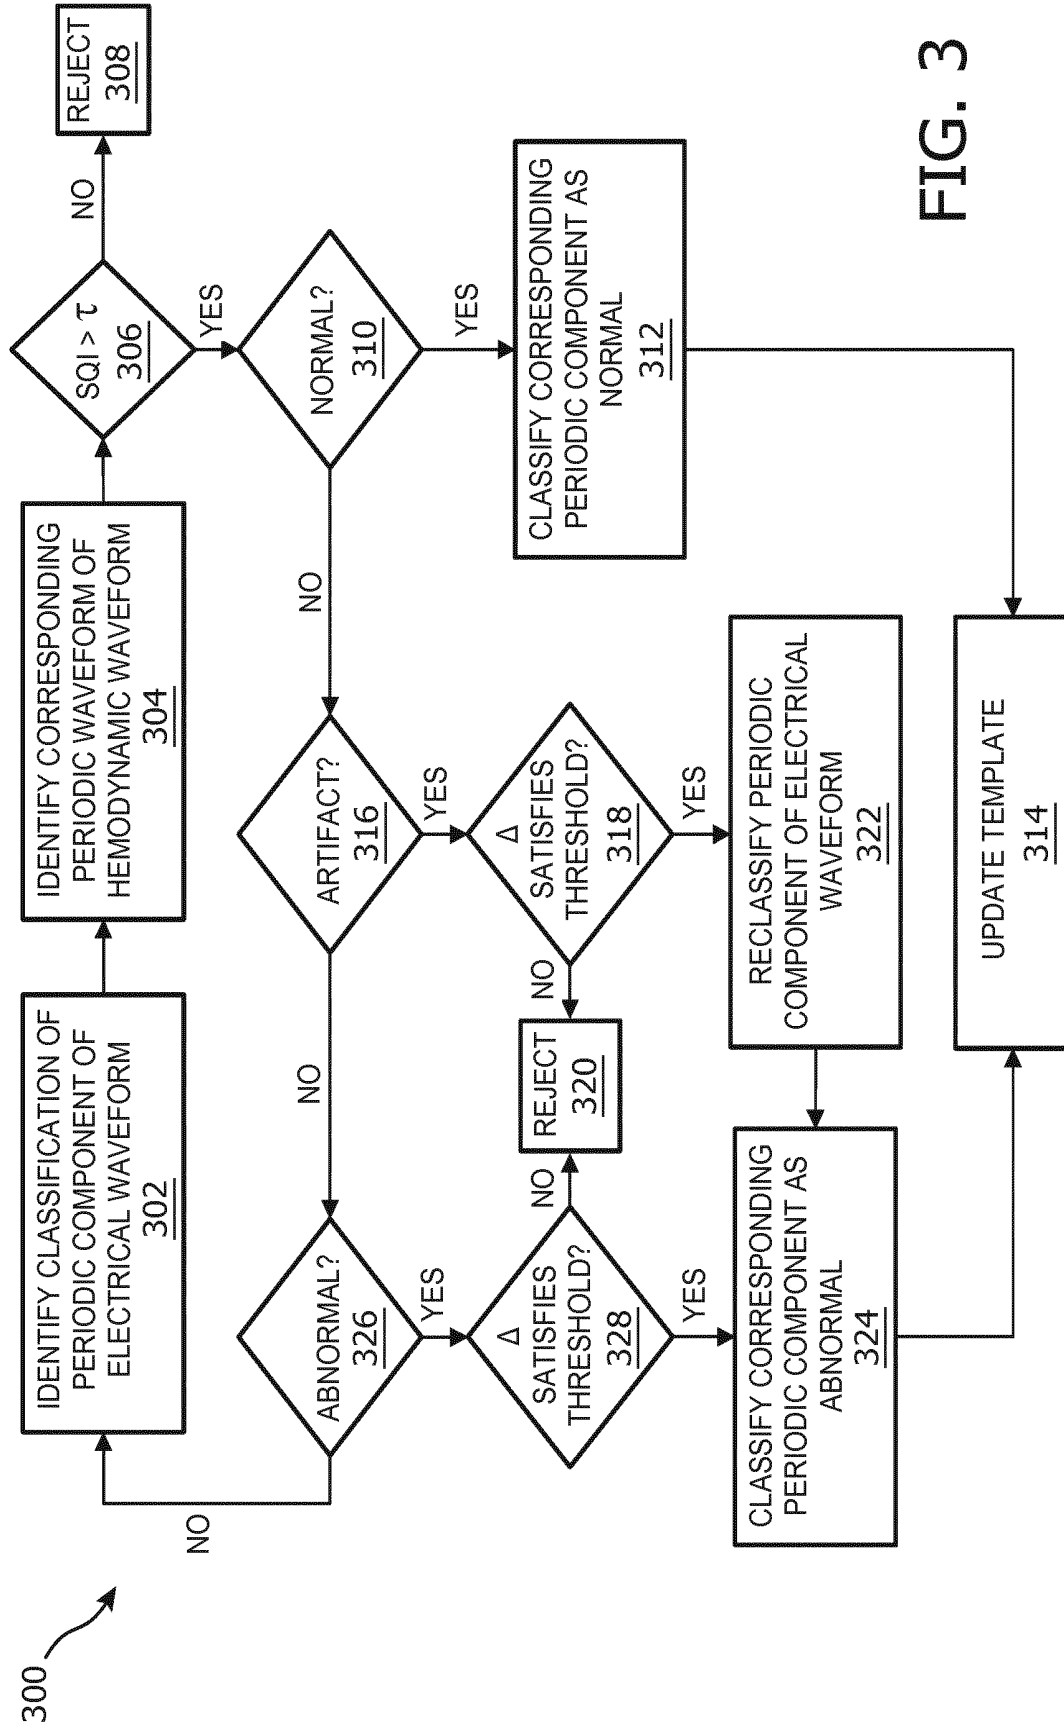 300
IDENTIFY CLASSIFICATION OF
PERIODIC COMPONENT OF
ELECTRICAL WAVEFORM
302
IDENTIFY CORRESPONDING
PERIODIC WAVEFORM OF
HEMODYNAMIC WAVEFORM
304
SQI > τ
306
NO
REJECT
308
YES
NORMAL?
310
YES
CLASSIFY CORRESPONDING
PERIODIC COMPONENT AS
NORMAL
312
NO
ARTIFACT?
316
YES
Δ
SATISFIES
THRESHOLD?
318
NO
REJECT
320
YES
RECLASSIFY PERIODIC
COMPONENT OF ELECTRICAL
WAVEFORM
322
NO
ABNORMAL?
326
NO
YES
Δ
SATISFIES
THRESHOLD?
328
NO
YES
CLASSIFY CORRESPONDING
PERIODIC COMPONENT AS
ABNORMAL
324
UPDATE TEMPLATE
314
FIG. 3